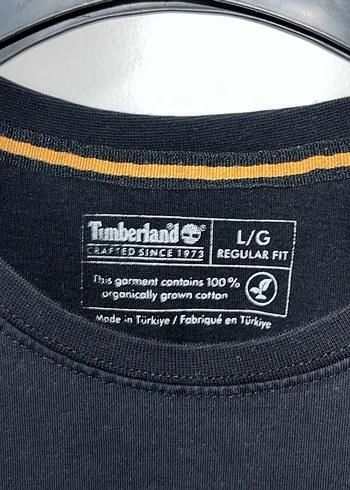 Timberland
CRAFTED SINCE 1973
L/G
REGULAR FIT
This garment contains 100%
organically grown cotton
Made in Türkiye / Fabriqué en Türkiye